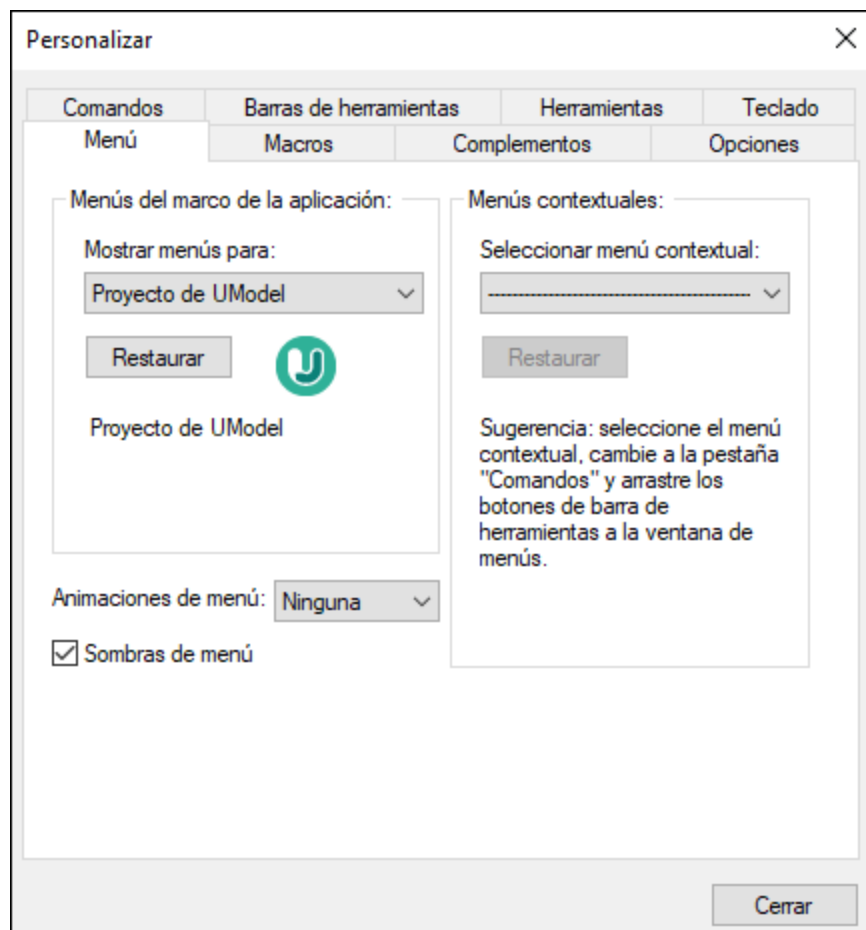 Personalizar
Comandos
Barras de herramientas
Herramientas
Teclado
Menú
Macros
Complementos
Opciones
Menús del marco de la aplicación:
Mostrar menús para:
Proyecto de UModel
Restaurar
Proyecto de UModel
Menús contextuales:
Seleccionar menú contextual:
Restaurar
Sugerencia: seleccione el menú
contextual, cambie a la pestaña
"Comandos" y arrastre los
botones de barra de
herramientas a la ventana de
menús.
Animaciones de menú:
Ninguna
Sombras de menú
Cerrar